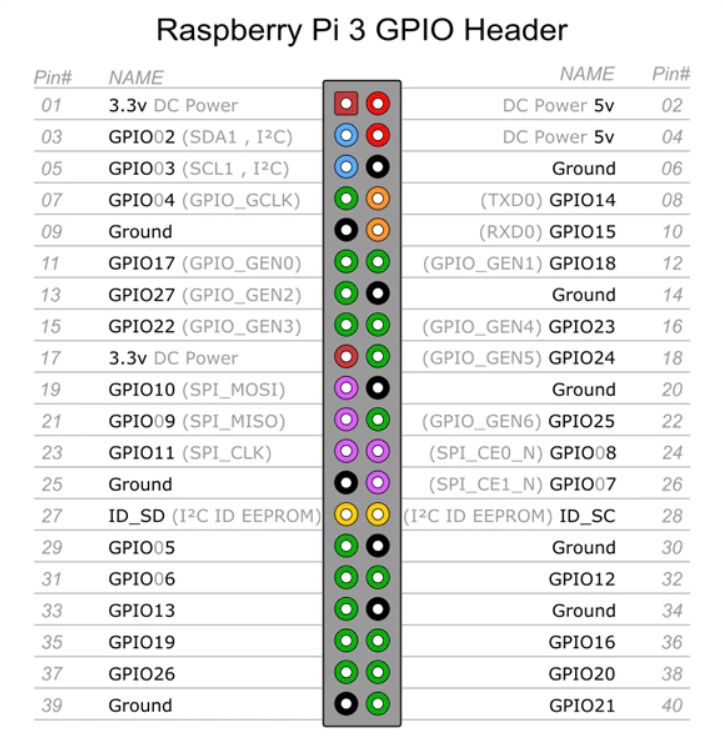 Raspberry Pi 3 GPIO Header
Pin# NAME NAME Pin#
01 3.3v DC Power DC Power 5v 02
03 GPIO02 (SDA1 , I²C) DC Power 5v 04
05 GPIO03 (SCL1 , I²C) Ground 06
07 GPIO04 (GPIO_GCLK) (TXD0) GPIO14 08
09 Ground (RXD0) GPIO15 10
11 GPIO17 (GPIO_GEN0) (GPIO_GEN1) GPIO18 12
13 GPIO27 (GPIO_GEN2) Ground 14
15 GPIO22 (GPIO_GEN3) (GPIO_GEN4) GPIO23 16
17 3.3v DC Power (GPIO_GEN5) GPIO24 18
19 GPIO10 (SPI_MOSI) Ground 20
21 GPIO09 (SPI_MISO) (GPIO_GEN6) GPIO25 22
23 GPIO11 (SPI_CLK) (SPI_CE0_N) GPIO08 24
25 Ground (SPI_CE1_N) GPIO07 26
27 ID_SD (I²C ID EEPROM) (I²C ID EEPROM) ID_SC 28
29 GPIO05 Ground 30
31 GPIO06 GPIO12 32
33 GPIO13 Ground 34
35 GPIO19 GPIO16 36
37 GPIO26 GPIO20 38
39 Ground GPIO21 40